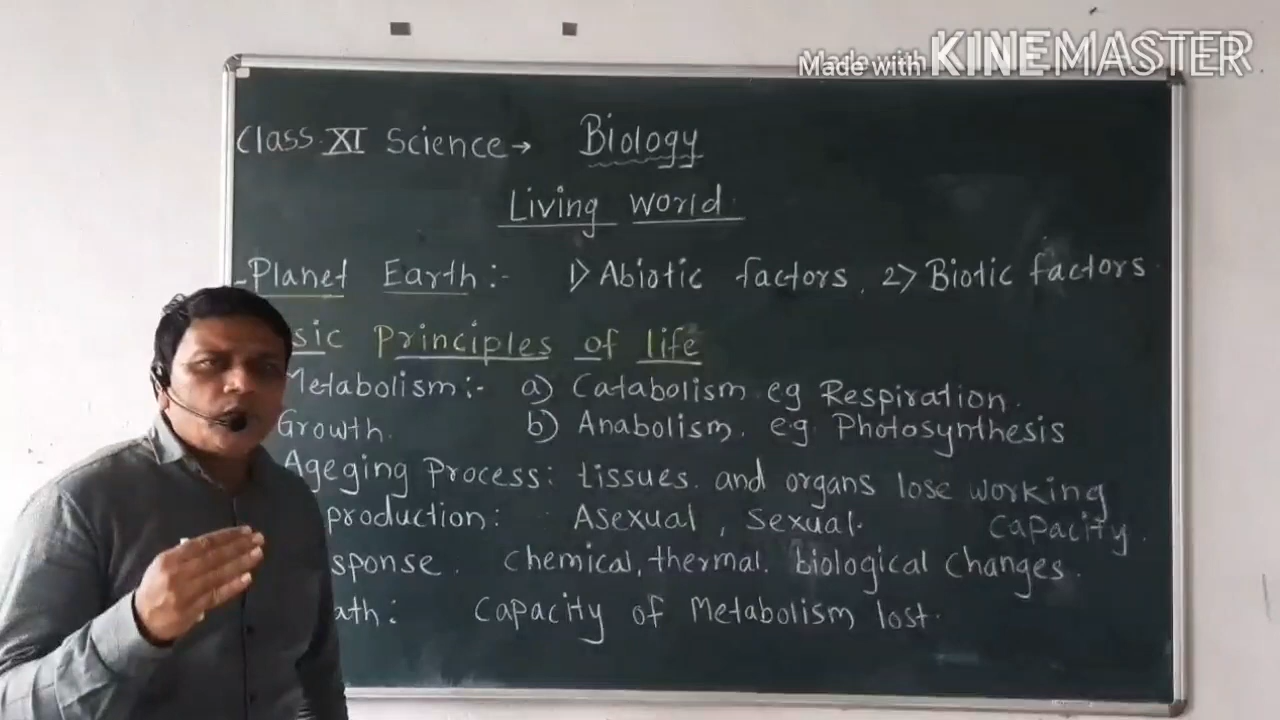 Made with KINEMASTER
Class XI Science → Biology
Living world
Planet Earth:- 1) Abiotic factors, 2) Biotic factors
sic Principles of life
Metabolism:- a) Catabolism eg Respiration.
Growth. b) Anabolism. e.g. Photosynthesis
Ageging Process: tissues and organs lose working
capacity.
production: Asexual, Sexual.
sponse. chemical, thermal. biological changes.
ath: capacity of Metabolism lost.